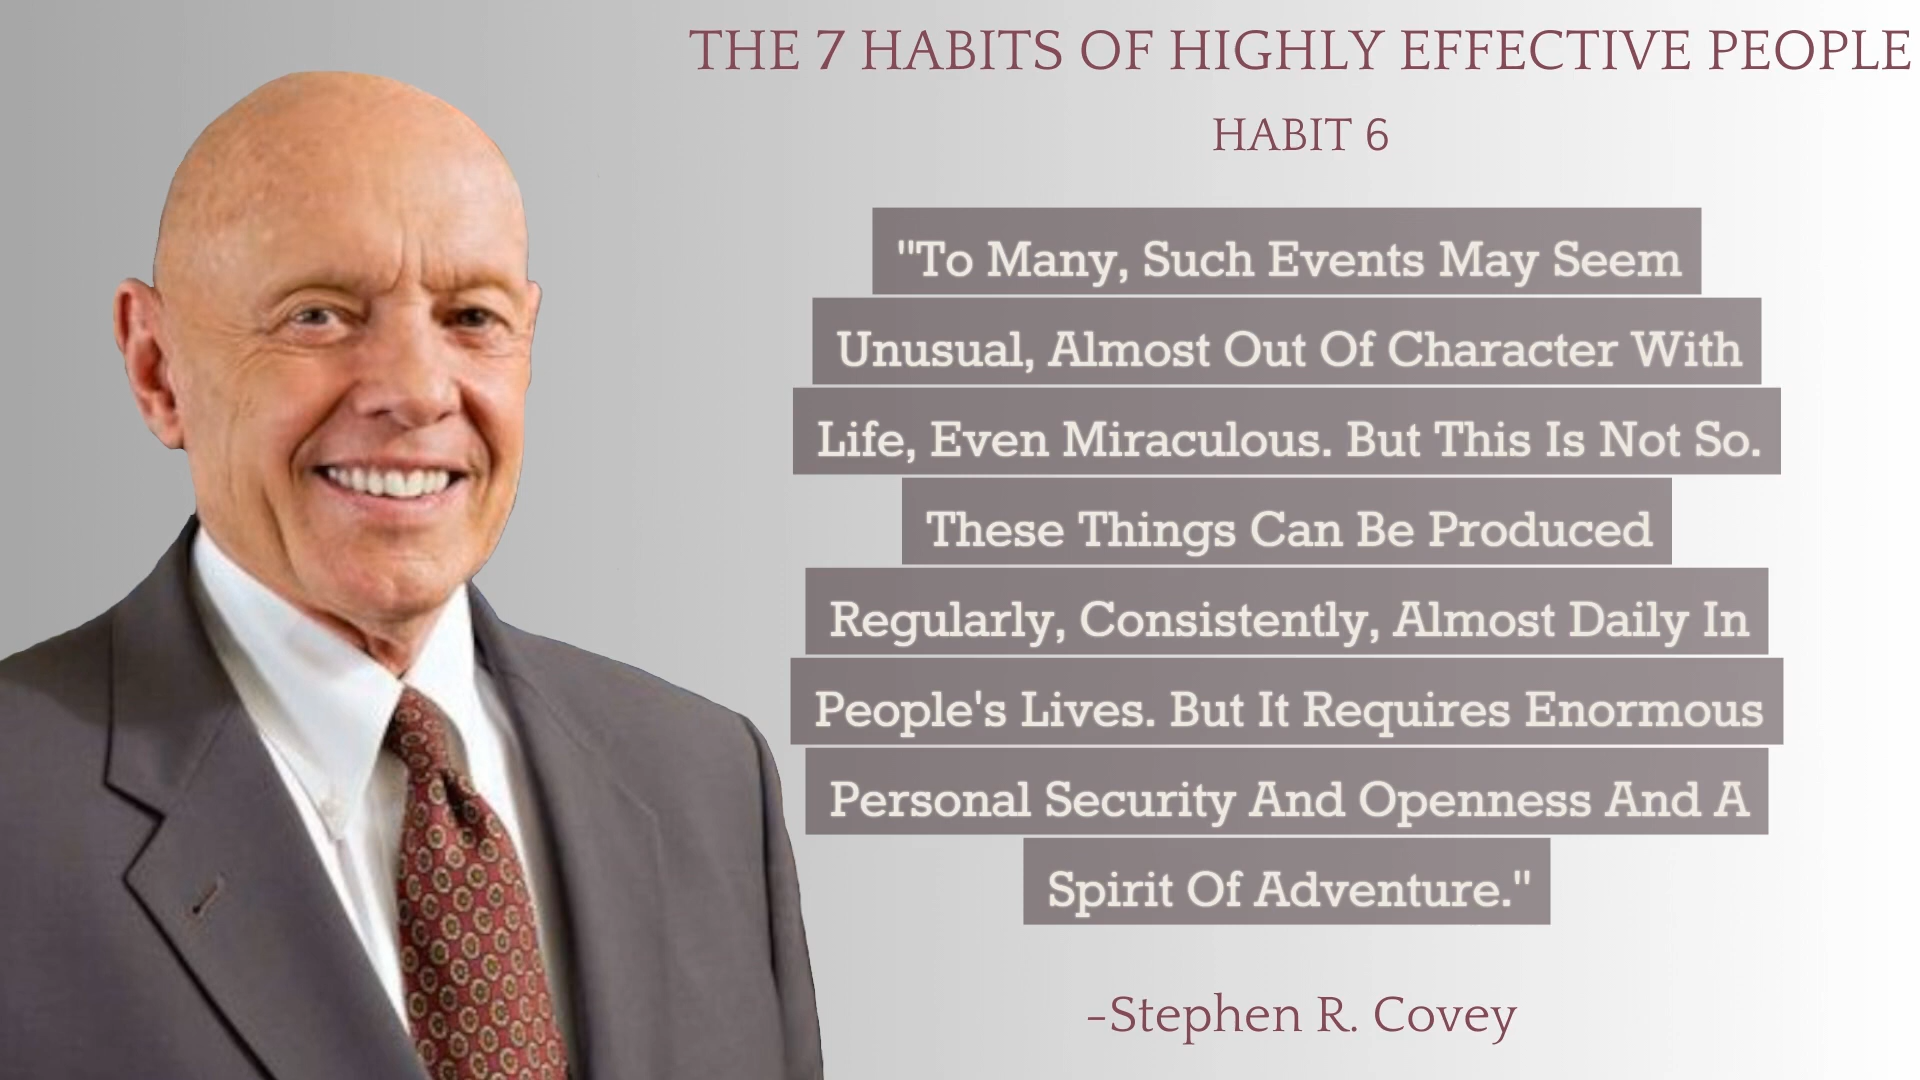 THE 7 HABITS OF HIGHLY EFFECTIVE PEOPLE
HABIT 6
"To Many, Such Events May Seem
Unusual, Almost Out Of Character With
Life, Even Miraculous. But This Is Not So.
These Things Can Be Produced
Regularly, Consistently, Almost Daily In
People's Lives. But It Requires Enormous
Personal Security And Openness And A
Spirit Of Adventure."
-Stephen R. Covey